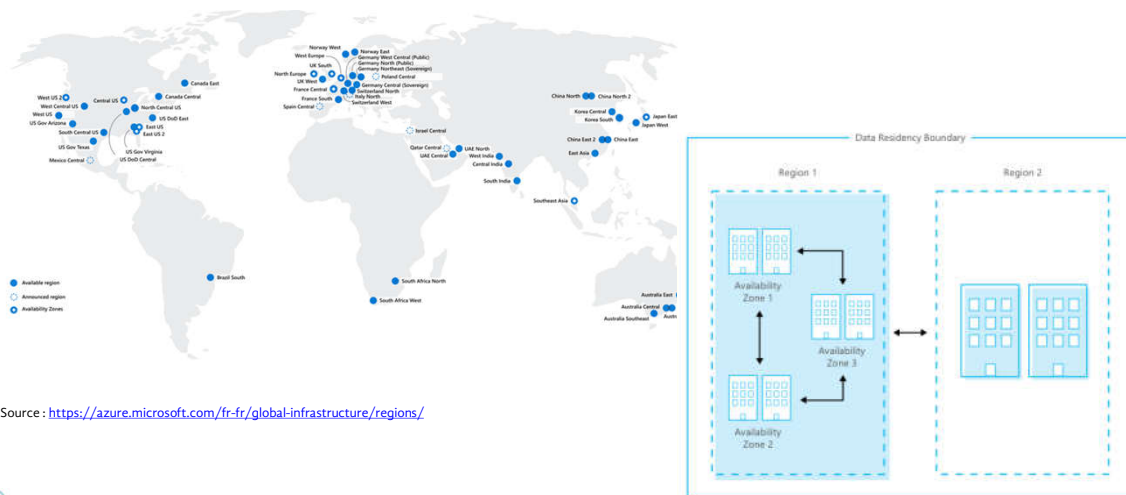 Norway West
Norway East
West Europe
Germany West Central (Public)
Germany North (Public)
UK South
Germany Northeast (Sovereign)
North Europe
Poland Central
UK West
Germany Central (Sovereign)
France Central
Switzerland North
Italy North
France South
Switzerland West
Spain Central
Canada East
West US 2
Central US
Canada Central
West Central US
North Central US
West US
US DoD East
US Gov Arizona
East US
South Central US
East US 2
US Gov Texas
US Gov Virginia
Mexico Central
US DoD Central
Israel Central
Qatar Central
UAE North
UAE Central
West India
Central India
South India
China North
China North 2
Korea Central
Korea South
Japan East
Japan West
China East 2
China East
East Asia
Southeast Asia
Brazil South
South Africa North
South Africa West
Australia East
Australia Central
Australia Southeast
Available region
Announced region
Availability Zones
Source : https://azure.microsoft.com/fr-fr/global-infrastructure/regions/
Data Residency Boundary
Region 1
Region 2
Availability
Zone 1
Availability
Zone 3
Availability
Zone 2